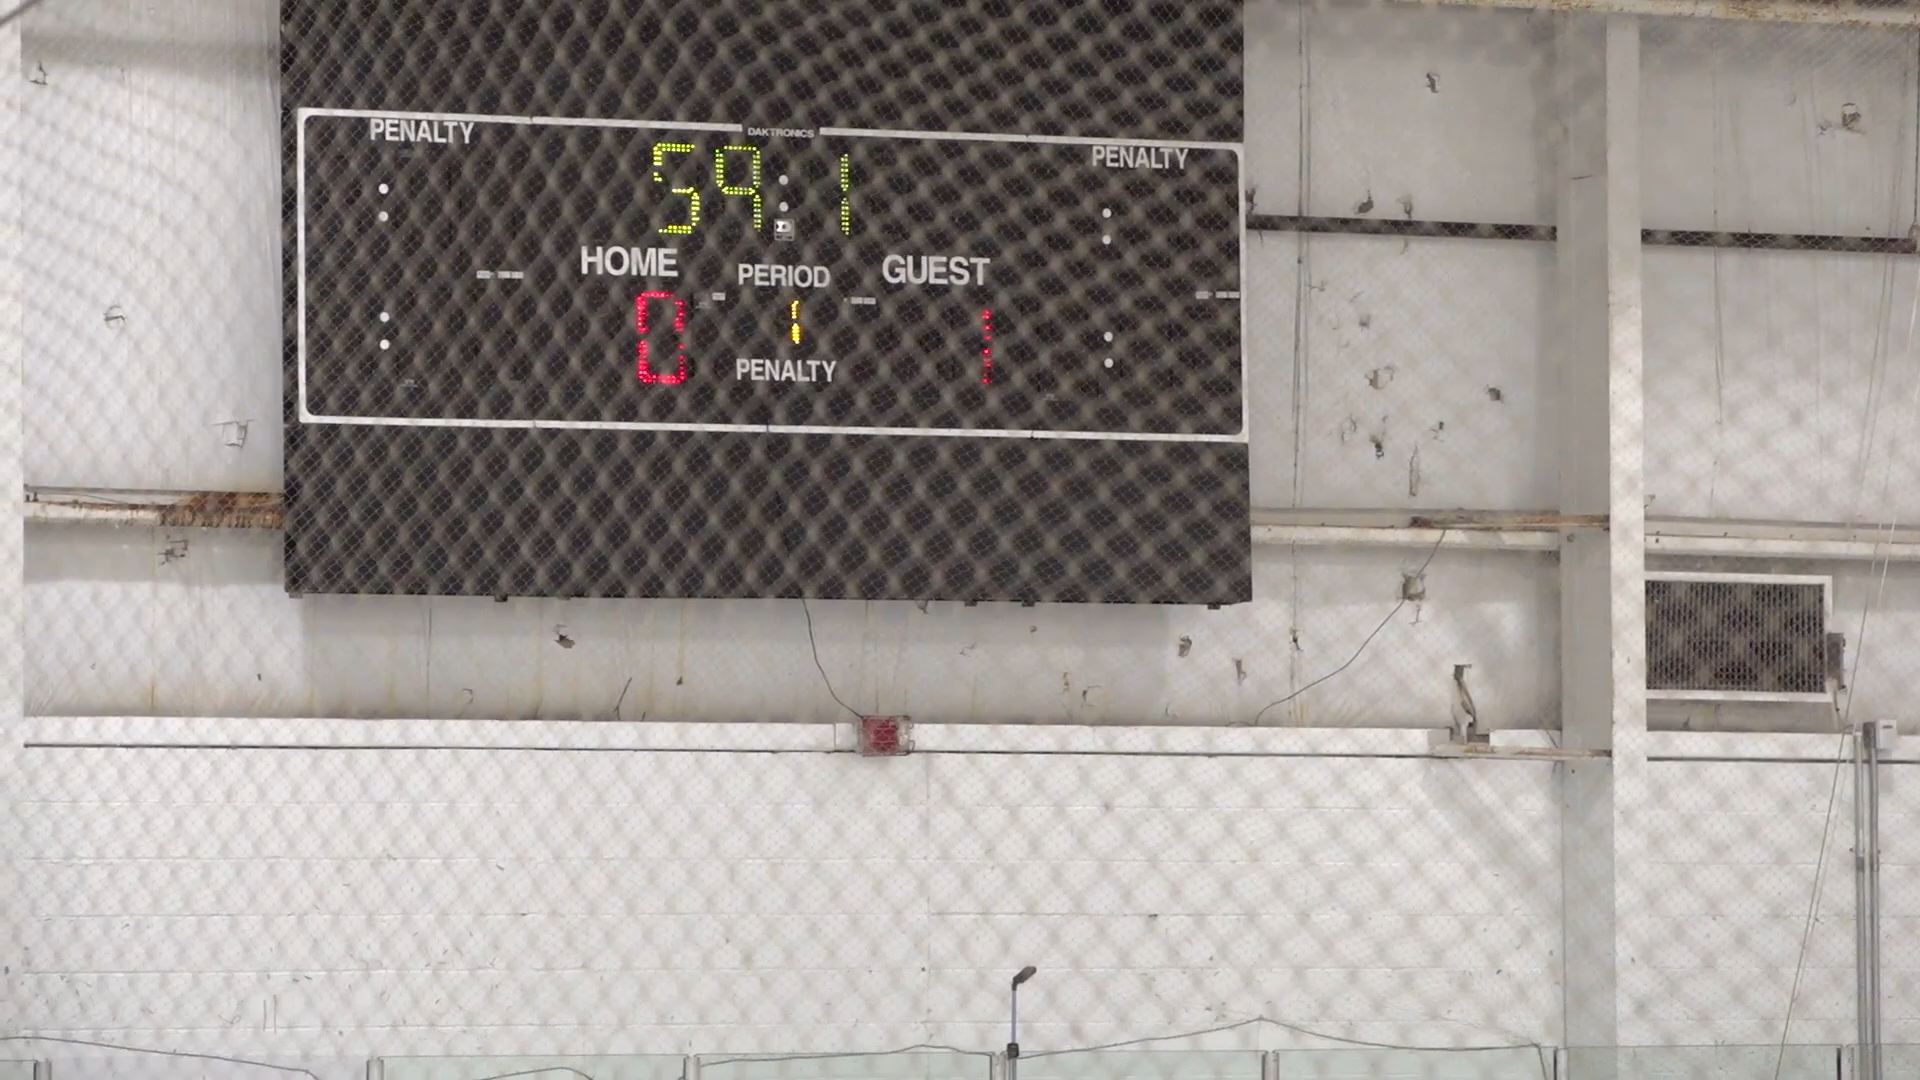 PENALTY
DAKTRONICS
PENALTY
59:1
HOME
PERIOD
GUEST
0
1
1
PENALTY